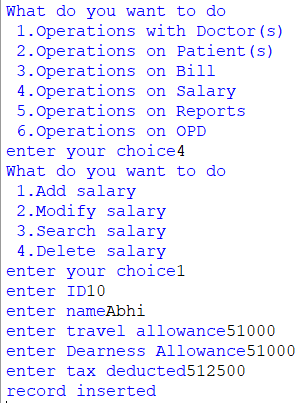 What do you want to do
1.Operations with Doctor(s)
2.Operations on Patient(s)
3.Operations on Bill
4.Operations on Salary
5.Operations on Reports
6.Operations on OPD
enter your choice4
What do you want to do
1.Add salary
2.Modify salary
3.Search salary
4.Delete salary
enter your choice1
enter ID10
enter nameAbhi
enter travel allowance51000
enter Dearness Allowance51000
enter tax deducted512500
record inserted